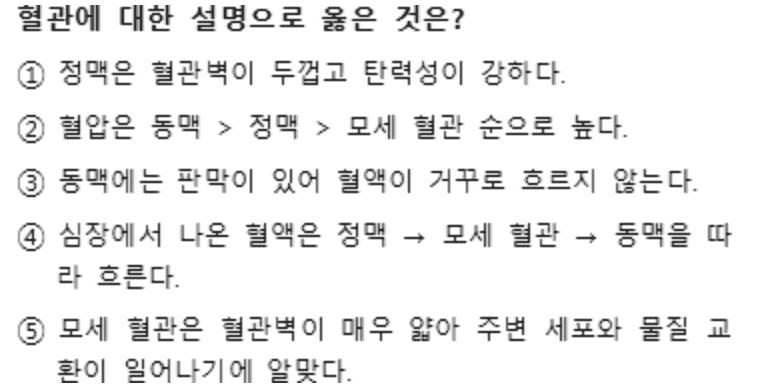 혈관에 대한 설명으로 옳은 것은?
① 정맥은 혈관벽이 두껍고 탄력성이 강하다.
② 혈압은 동맥 > 정맥 > 모세 혈관 순으로 높다.
③ 동맥에는 판막이 있어 혈액이 거꾸로 흐르지 않는다.
④ 심장에서 나온 혈액은 정맥 → 모세 혈관 → 동맥을 따
라 흐른다.
⑤ 모세 혈관은 혈관벽이 매우 얇아 주변 세포와 물질 교
환이 일어나기에 알맞다.